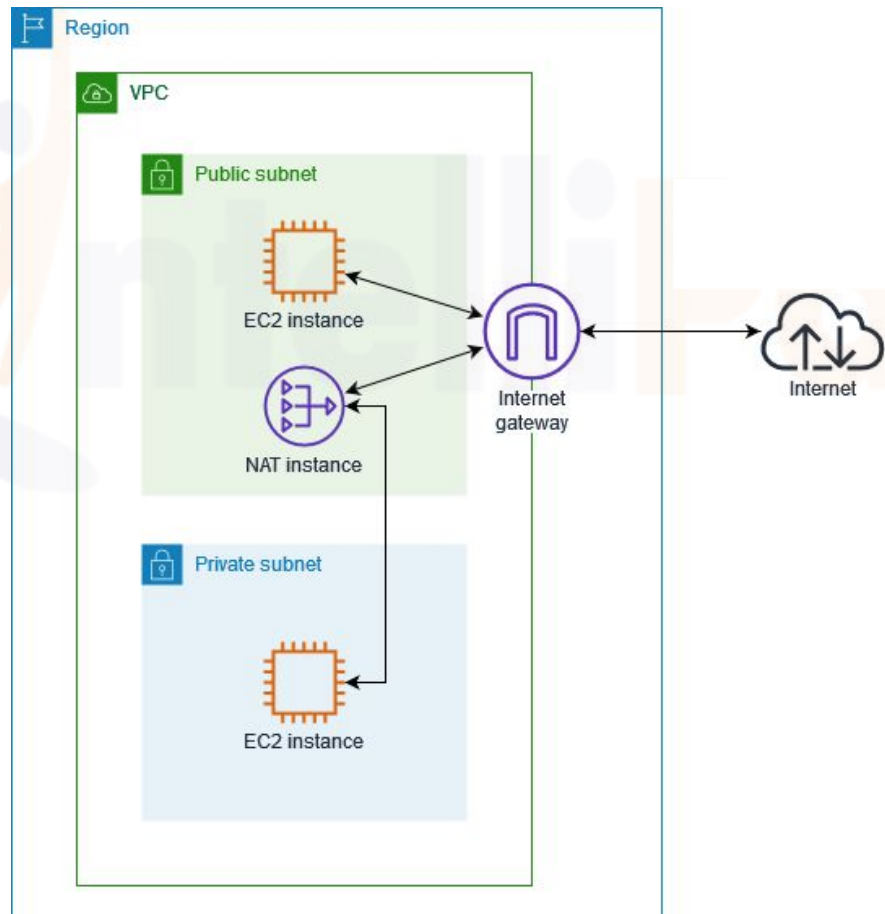 Region
VPC
Public subnet
EC2 instance
NAT instance
Internet
gateway
Internet
Private subnet
EC2 instance